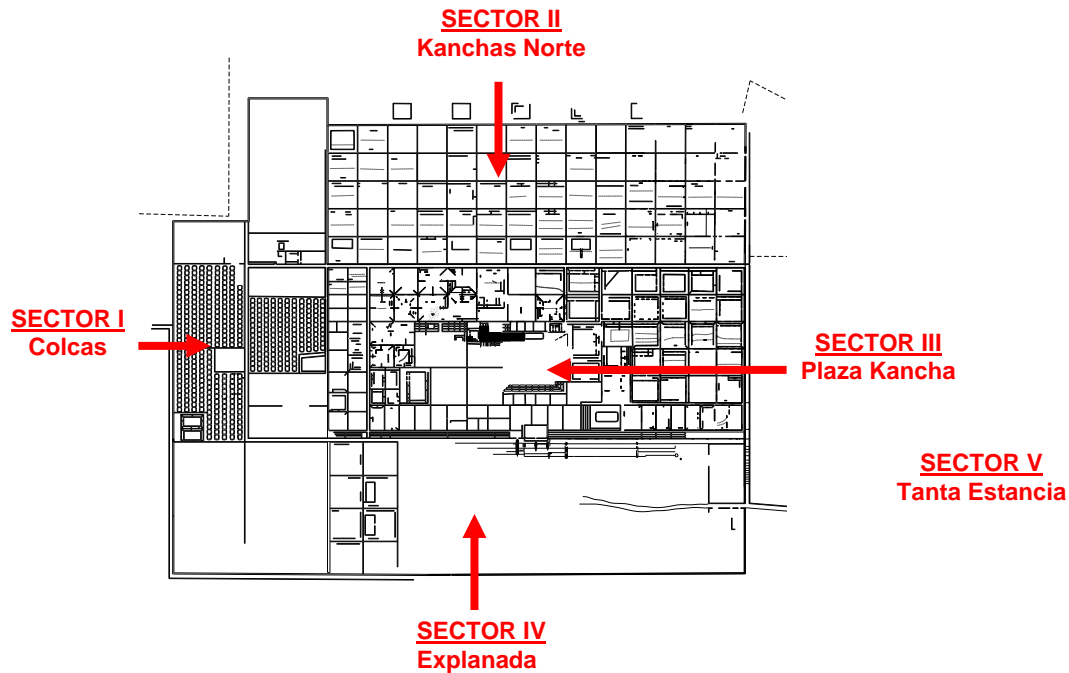 SECTOR II
Kanchas Norte
SECTOR I
Colcas
SECTOR III
Plaza Kancha
SECTOR V
Tanta Estancia
SECTOR IV
Explanada